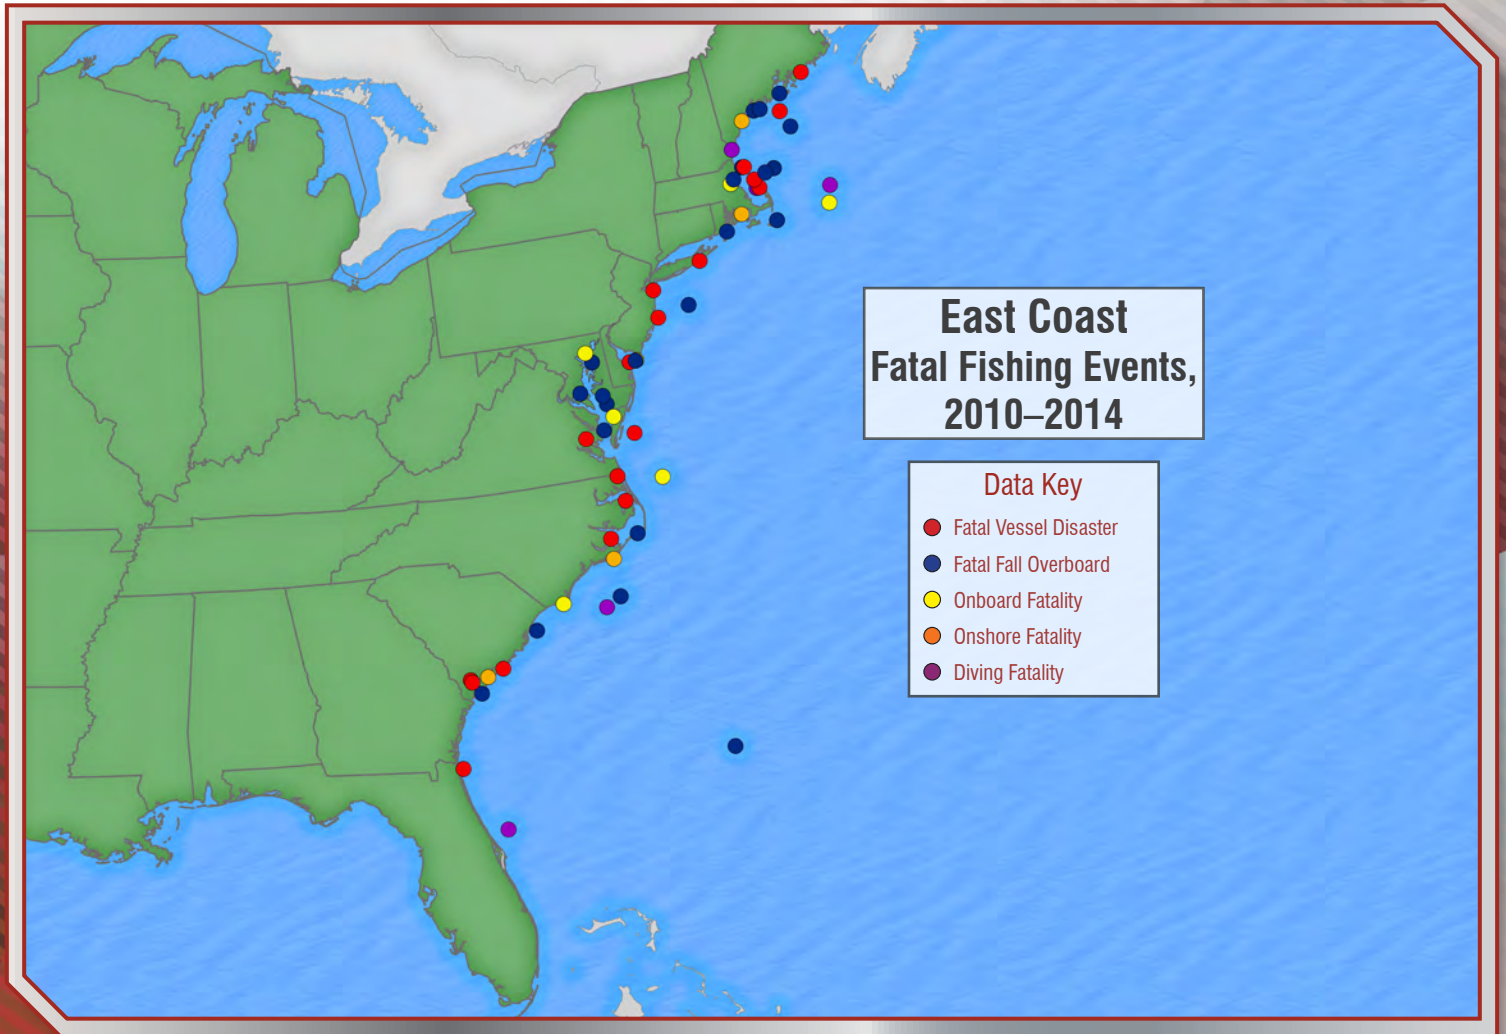 East Coast
Fatal Fishing Events,
2010–2014
Data Key
Fatal Vessel Disaster
Fatal Fall Overboard
Onboard Fatality
Onshore Fatality
Diving Fatality